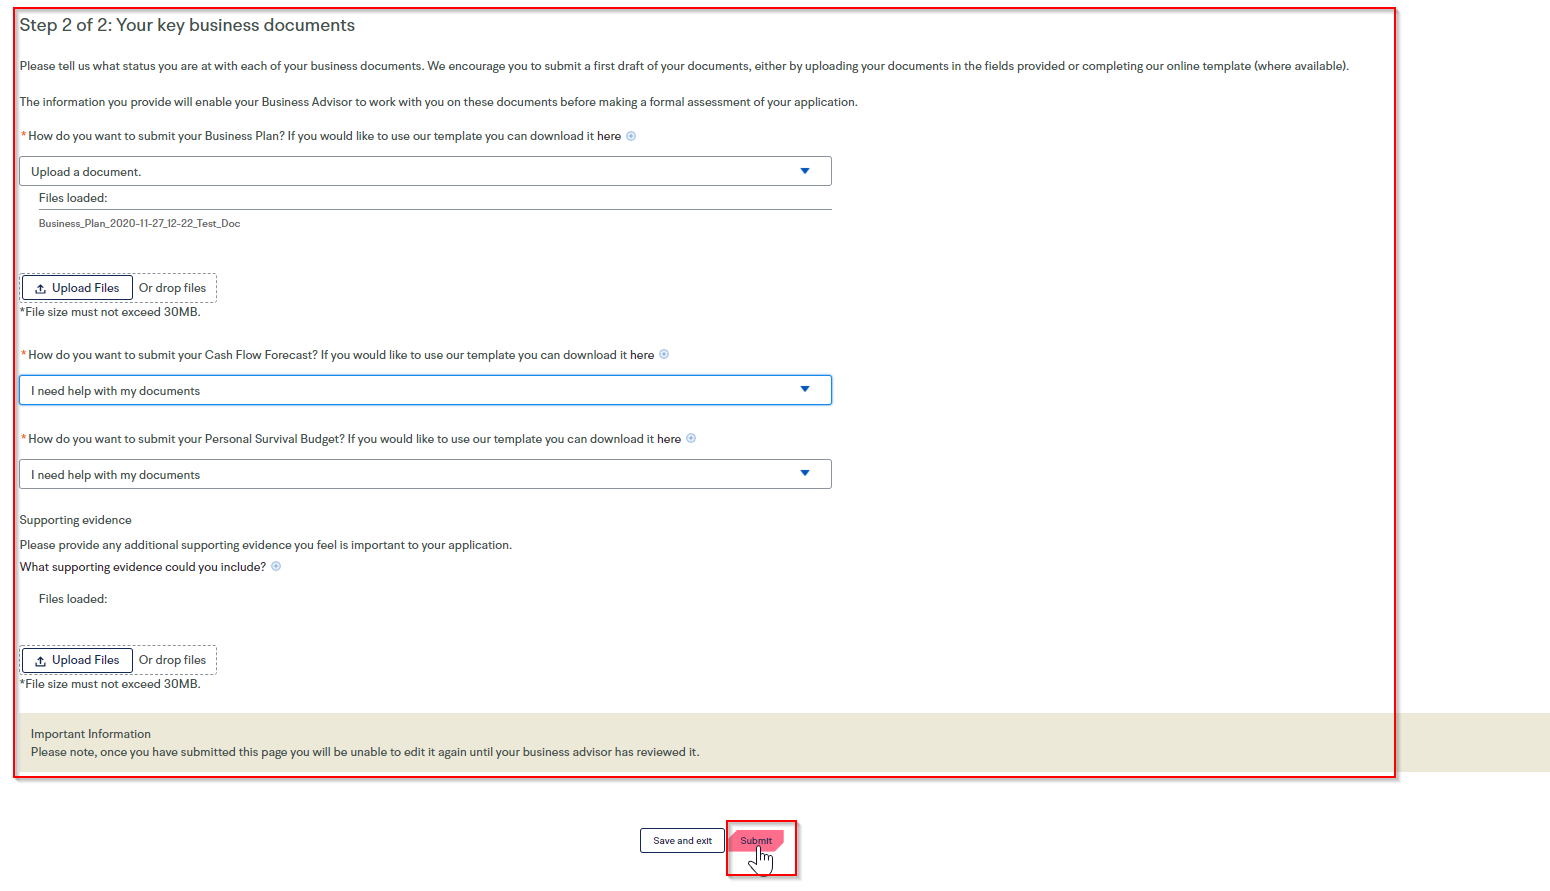 Step 2 of 2: Your key business documents
Please tell us what status you are at with each of your business documents. We encourage you to submit a first draft of your documents, either by uploading your documents in the fields provided or completing our online template (where available).
The information you provide will enable your Business Advisor to work with you on these documents before making a formal assessment of your application.
*How do you want to submit your Business Plan? If you would like to use our template you can download it here
Upload a document.
Files loaded:
Business_Plan_2020-11-27_12-22_Test_Doc
Upload Files Or drop files
*File size must not exceed 30MB.
*How do you want to submit your Cash Flow Forecast? If you would like to use our template you can download it here
I need help with my documents
*How do you want to submit your Personal Survival Budget? If you would like to use our template you can download it here
I need help with my documents
Supporting evidence
Please provide any additional supporting evidence you feel is important to your application.
What supporting evidence could you include?
Files loaded:
Upload Files Or drop files
*File size must not exceed 30MB.
Important Information
Please note, once you have submitted this page you will be unable to edit it again until your business advisor has reviewed it.
Save and exit Submit